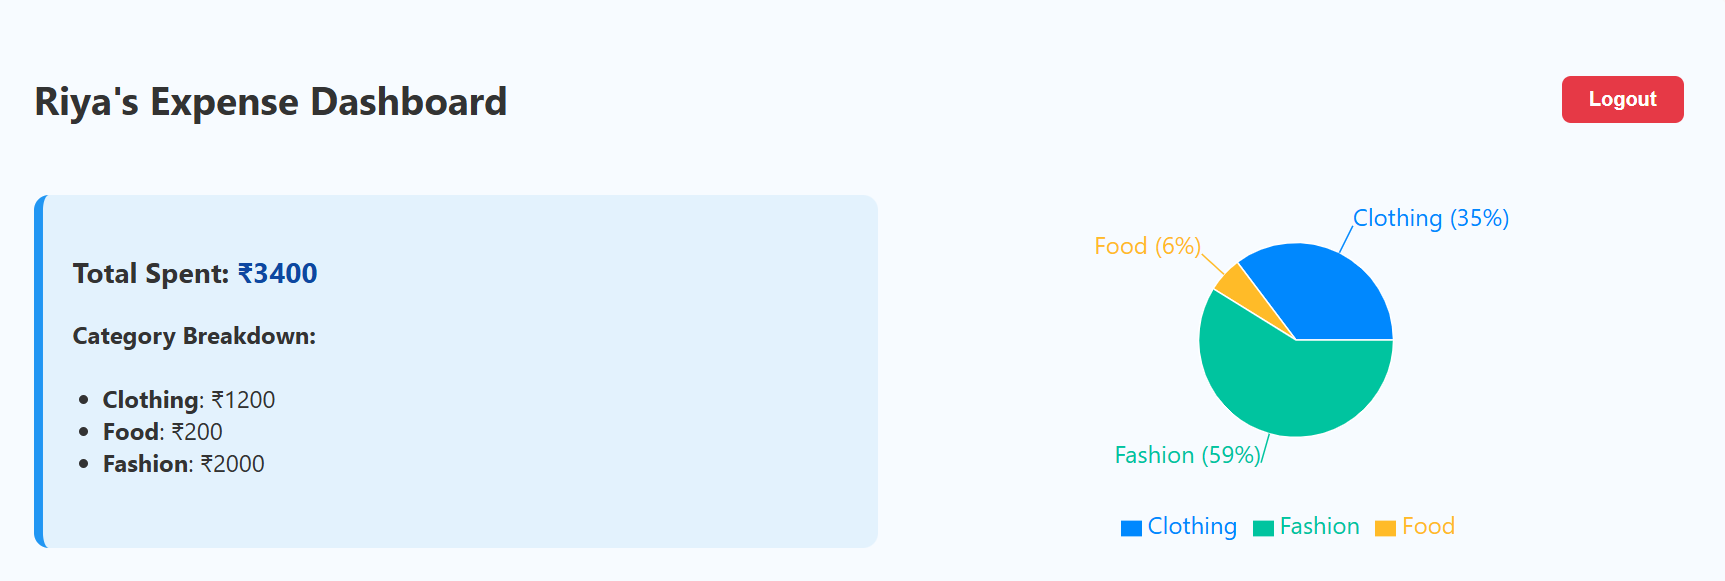 Riya's Expense Dashboard
Logout
Total Spent: ₹3400
Category Breakdown:
Clothing: ₹1200
Food: ₹200
Fashion: ₹2000
Clothing (35%)
Food (6%)
Fashion (59%)
Clothing Fashion Food